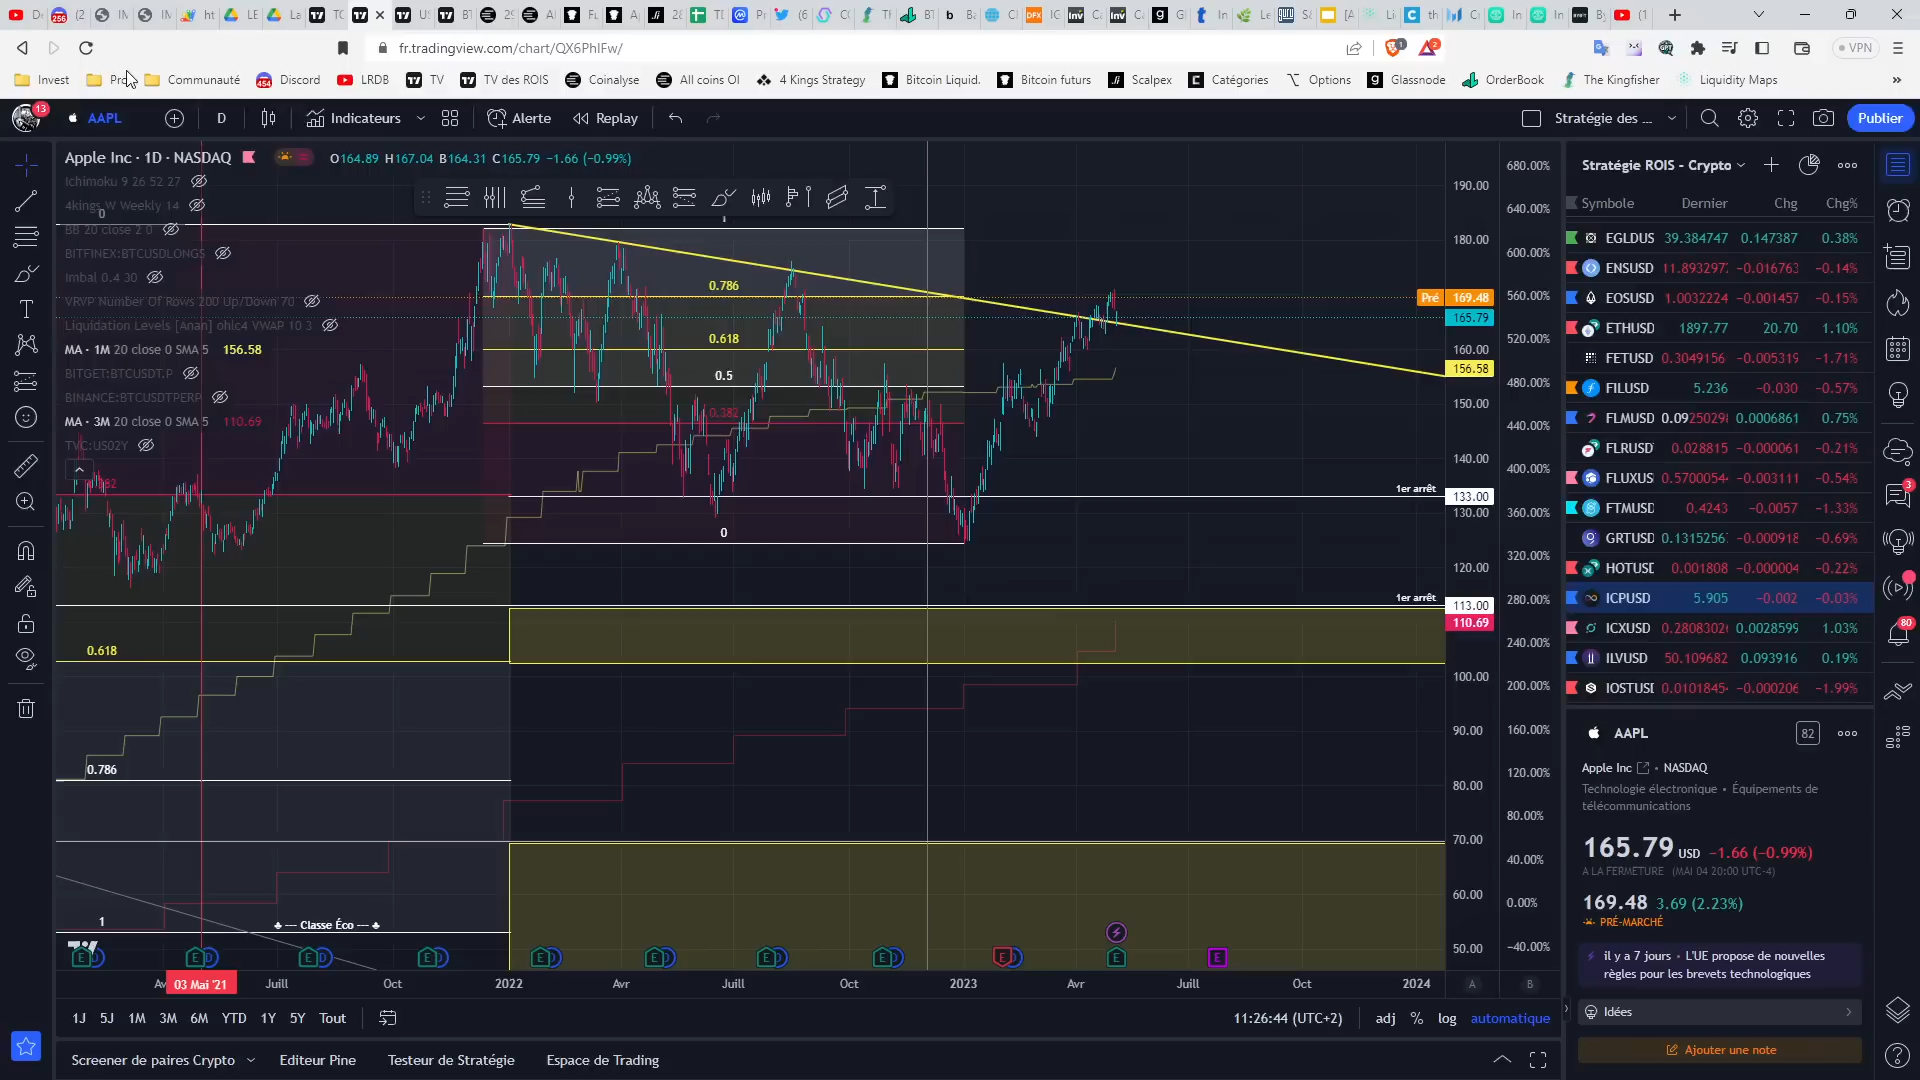 fr.tradingview.com/chart/QX6PhIFw/
VPN
Invest
Communauté
Discord
LRDB
TV
TV des ROIS
Coinalyse
All coins OI
4 Kings Strategy
Bitcoin Liquid.
Bitcoin futurs
Scalpex
Catégories
Options
Glassnode
OrderBook
The Kingfisher
Liquidity Maps
13
AAPL
D
Indicateurs
Alerte
Replay
Stratégie des ...
Publier
Apple Inc · 1D · NASDAQ
O164.89 H167.04 B164.31 C165.79 −1.66 (−0.99%)
Ichimoku 9 26 52 27
4kings W Weekly 14
BB 20 close 2 0
BITFINEX:BTCUSDLONGS
Imbal 0.4 30
VRVP Number Of Rows 200 Up/Down 70
Liquidation Levels [Anan] ohlc4 VWAP 10 3
MA · 1M 20 close 0 SMA 5 156.58
BITGET:BTCUSDT.P
BINANCE:BTCUSDTPERP
MA · 3M 20 close 0 SMA 5 110.69
TVC:US02Y
0
0.786
0.618
0.5
0.382
0
0.618
0.786
1
1er arrêt
1er arrêt
♣ --- Classe Éco --- ♣
190.00
180.00
Pré 169.48
165.79
160.00
156.58
150.00
140.00
133.00
130.00
120.00
113.00
110.69
100.00
90.00
80.00
70.00
60.00
50.00
680.00%
640.00%
600.00%
560.00%
520.00%
480.00%
440.00%
400.00%
360.00%
320.00%
280.00%
240.00%
200.00%
160.00%
120.00%
80.00%
40.00%
0.00%
−40.00%
03 Mai '21
Juill
Oct
2022
Avr
Juill
Oct
2023
Avr
Juill
Oct
2024
A
B
1J 5J 1M 3M 6M YTD 1Y 5Y Tout
11:26:44 (UTC+2)
adj % log automatique
Screener de paires Crypto
Editeur Pine
Testeur de Stratégie
Espace de Trading
Stratégie ROIS - Crypto
Symbole Dernier Chg Chg%
EGLDUS 39.384747 0.147387 0.38%
ENSUSD −0.016763 −0.14%
EOSUSD 1.0032224 −0.001457 −0.15%
ETHUSD 1897.77 20.70 1.10%
FETUSD 0.3049156 −0.005319 −1.71%
FILUSD 5.236 −0.030 −0.57%
FLMUSD 0.0006861 0.75%
FLRUSD 0.028815 −0.000061 −0.21%
FLUXUS −0.003111 −0.54%
FTMUSD 0.4243 −0.0057 −1.33%
GRTUSD −0.000918 −0.69%
HOTUSD 0.001808 −0.000004 −0.22%
ICPUSD 5.905 −0.002 −0.03%
ICXUSD 0.0028599 1.03%
ILVUSD 50.109682 0.093916 0.19%
IOSTUSD −0.000206 −1.99%
AAPL
82
Apple Inc • NASDAQ
Technologie électronique • Équipements de
télécommunications
165.79 USD −1.66 (−0.99%)
A LA FERMETURE (MAI 04 20:00 UTC-4)
169.48 3.69 (2.23%)
PRÉ-MARCHÉ
il y a 7 jours • L'UE propose de nouvelles
règles pour les brevets technologiques
Idées
Ajouter une note
3
80